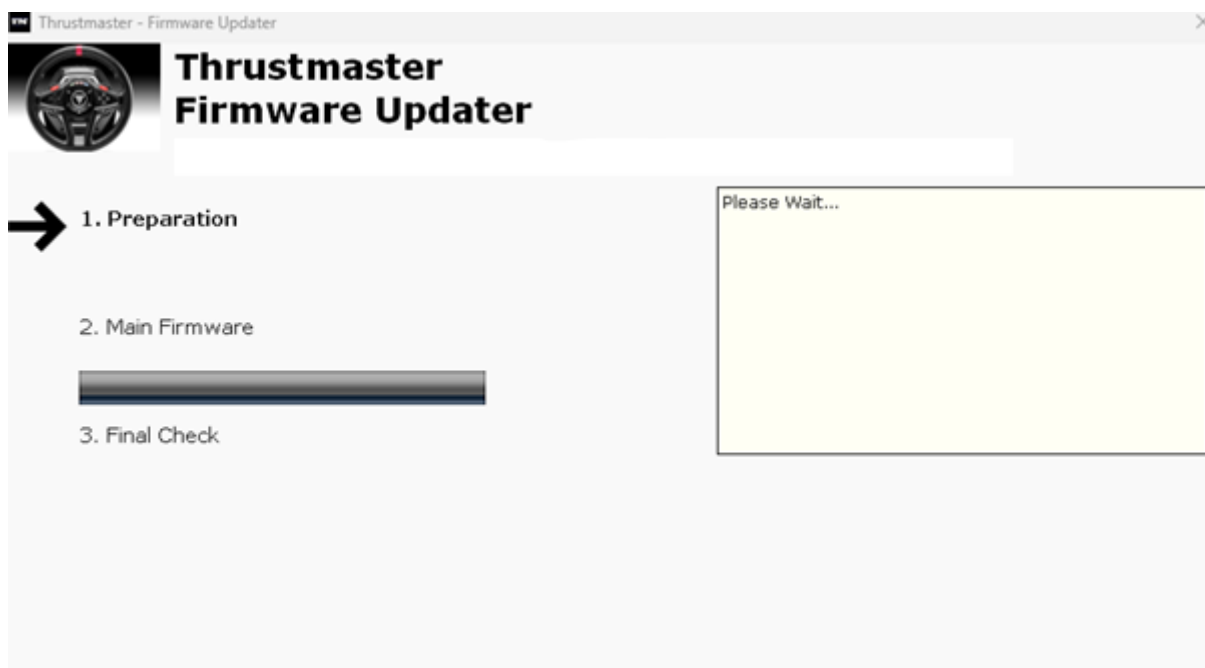 Thrustmaster - Firmware Updater
Thrustmaster
Firmware Updater
1. Preparation
Please Wait...
2. Main Firmware
3. Final Check